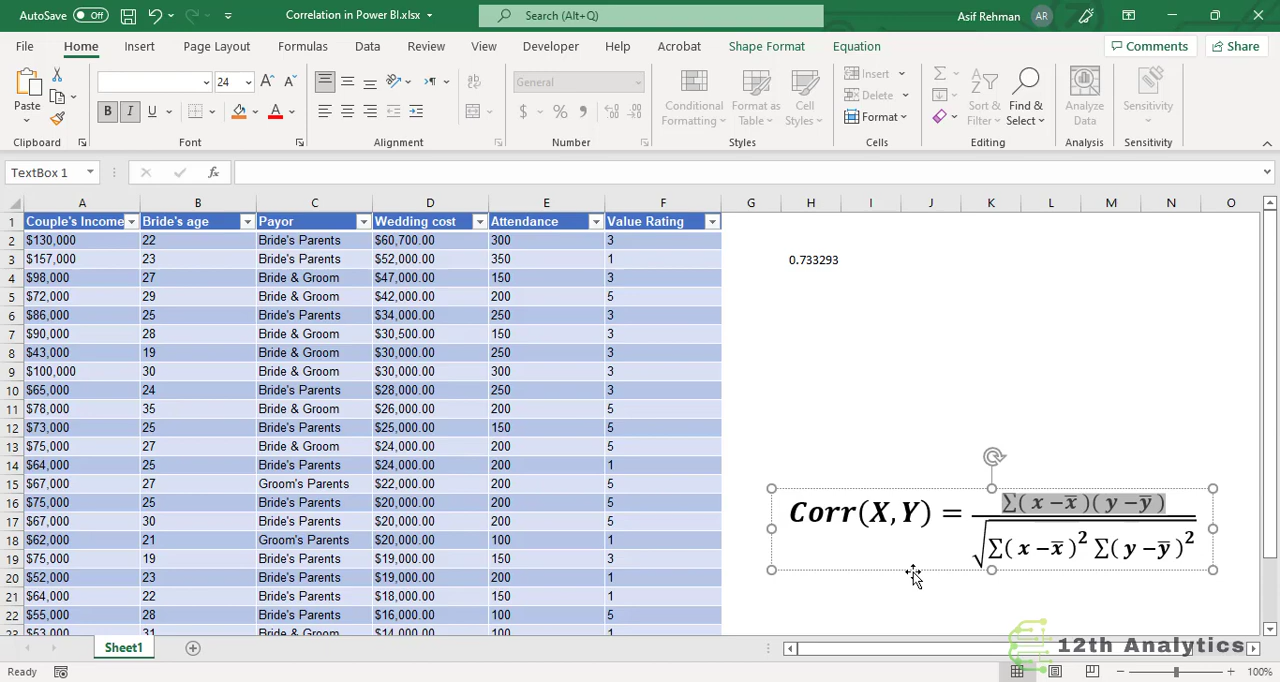 AutoSave Off Correlation in Power BI.xlsx Search (Alt+Q) Asif Rehman AR
File Home Insert Page Layout Formulas Data Review View Developer Help Acrobat Shape Format Equation Comments Share
Paste 24 General Conditional Formatting Format as Table Cell Styles Insert Delete Format Sort & Filter Find & Select Analyze Data Sensitivity
Clipboard Font Alignment Number Styles Cells Editing Analysis Sensitivity
TextBox 1 fx
A B C D E F G H I J K L M N O
1 Couple's Income Bride's age Payor Wedding cost Attendance Value Rating
2 $130,000 22 Bride's Parents $60,700.00 300 3
3 $157,000 23 Bride's Parents $52,000.00 350 1 0.733293
4 $98,000 27 Bride & Groom $47,000.00 150 3
5 $72,000 29 Bride & Groom $42,000.00 200 5
6 $86,000 25 Bride's Parents $34,000.00 250 3
7 $90,000 28 Bride & Groom $30,500.00 150 3
8 $43,000 19 Bride & Groom $30,000.00 250 3
9 $100,000 30 Bride & Groom $30,000.00 300 3
10 $65,000 24 Bride's Parents $28,000.00 250 3
11 $78,000 35 Bride & Groom $26,000.00 200 5
12 $73,000 25 Bride's Parents $25,000.00 150 5
13 $75,000 27 Bride & Groom $24,000.00 200 5
14 $64,000 25 Bride's Parents $24,000.00 200 1
15 $67,000 27 Groom's Parents $22,000.00 200 5
16 $75,000 25 Bride's Parents $20,000.00 200 5
17 $67,000 30 Bride's Parents $20,000.00 200 5
18 $62,000 21 Groom's Parents $20,000.00 100 1
19 $75,000 19 Bride's Parents $19,000.00 150 3
20 $52,000 23 Bride's Parents $19,000.00 200 1
21 $64,000 22 Bride's Parents $18,000.00 150 1
22 $55,000 28 Bride's Parents $16,000.00 100 5
23 $53,000 31 Bride & Groom $14,000.00 100 1
Corr(X,Y) = ∑( x −x̅ )( y −y̅ )
√∑( x −x̅ )² ∑( y −y̅ )²
Sheet1
12th Analytics
Ready 100%